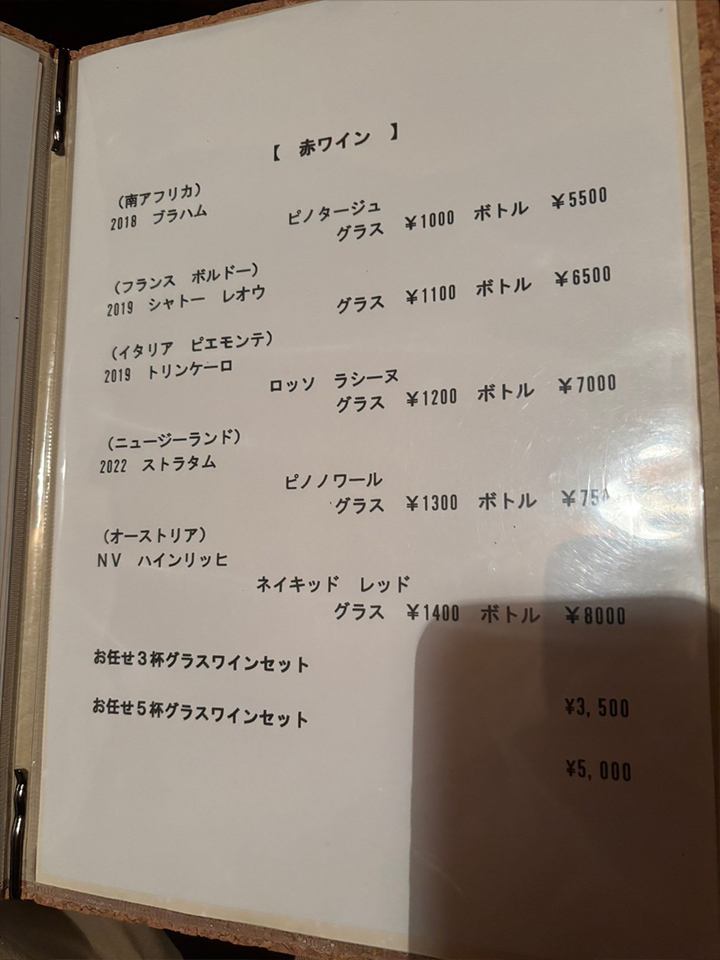 【 赤ワイン 】
（南アフリカ）
2018 ブラハム ピノタージュ
グラス ￥1000 ボトル ￥5500
（フランス ボルドー）
2019 シャトー レオウ
グラス ￥1100 ボトル ￥6500
（イタリア ピエモンテ）
2019 トリンケーロ
ロッソ ラシーヌ
グラス ￥1200 ボトル ￥7000
（ニュージーランド）
2022 ストラタム
ピノノワール
グラス ￥1300 ボトル
（オーストリア）
NV ハインリッヒ
ネイキッド レッド
グラス ￥1400 ボトル ￥8000
お任せ３杯グラスワインセット
¥3,500
お任せ５杯グラスワインセット
¥5,000